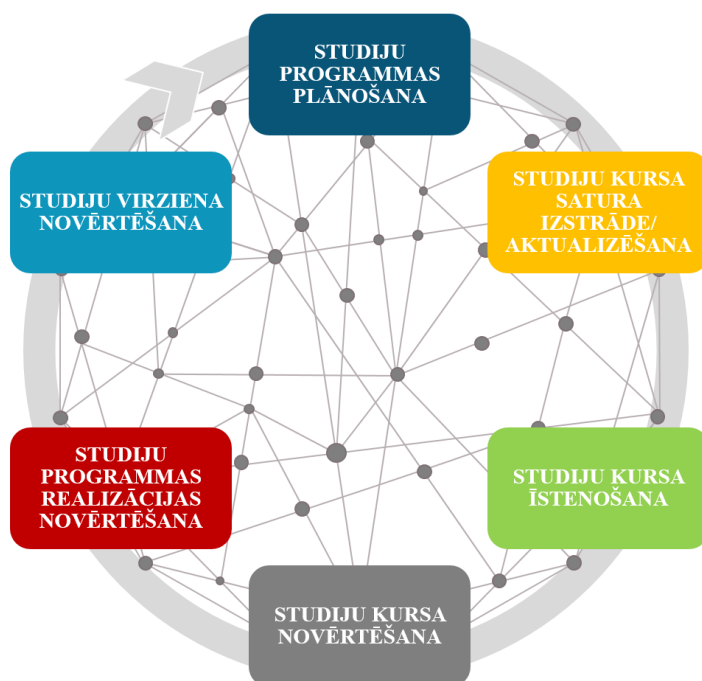 STUDIJU
PROGRAMMAS
PLĀNOŠANA
STUDIJU KURSA
SATURA
IZSTRĀDE/
AKTUALIZĒŠANA
STUDIJU KURSA
ĪSTENOŠANA
STUDIJU KURSA
NOVĒRTĒŠANA
STUDIJU
PROGRAMMAS
REALIZĀCIJAS
NOVĒRTĒŠANA
STUDIJU VIRZIENA
NOVĒRTĒŠANA